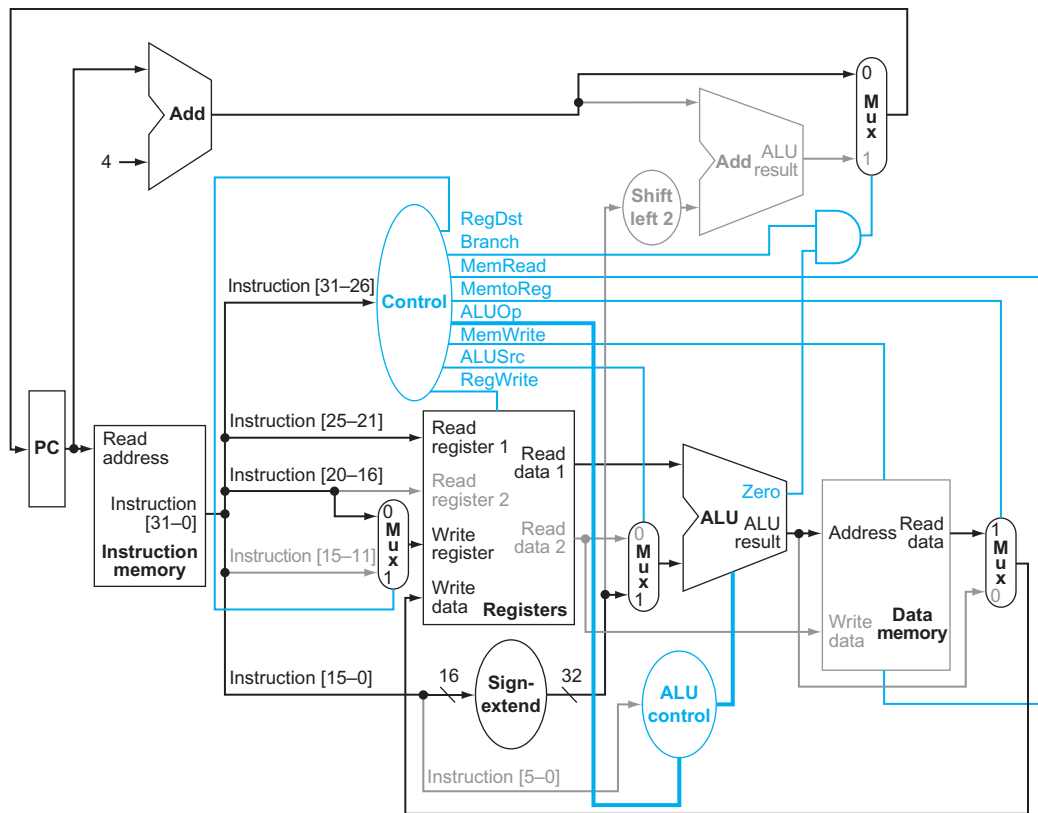 0
M
u
x
1
Add
4
Add
ALU
result
Shift
left 2
RegDst
Branch
MemRead
MemtoReg
ALUOp
MemWrite
ALUSrc
RegWrite
Instruction [31–26]
Control
PC
Read
address
Instruction
[31–0]
Instruction
memory
Instruction [25–21]
Instruction [20–16]
Instruction [15–11]
0
M
u
x
1
Read
register 1
Read
register 2
Write
register
Write
data
Read
data 1
Read
data 2
Registers
0
M
u
x
1
Zero
ALU
ALU
result
Address
Read
data
Write
data
Data
memory
1
M
u
x
0
Instruction [15–0]
16
Sign-
extend
32
ALU
control
Instruction [5–0]